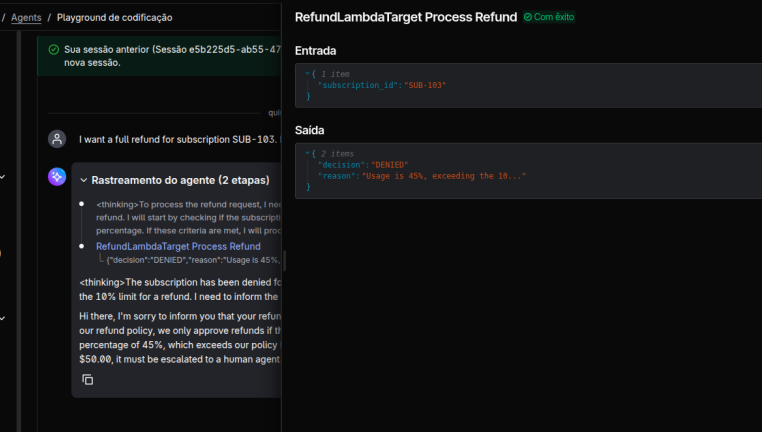 / Agents / Playground de codificação
Sua sessão anterior (Sessão e5b225d5-ab55-47
nova sessão.
I want a full refund for subscription SUB-103.
Rastreamento do agente (2 etapas)
<thinking>To process the refund request, I nee
refund. I will start by checking if the subscripti
percentage. If these criteria are met, I will proc
RefundLambdaTarget Process Refund
{"decision":"DENIED","reason":"Usage is 45%,
<thinking>The subscription has been denied fo
the 10% limit for a refund. I need to inform the
Hi there, I'm sorry to inform you that your refun
our refund policy, we only approve refunds if th
percentage of 45%, which exceeds our policy
$50.00, it must be escalated to a human agent
RefundLambdaTarget Process Refund Com êxito
Entrada
{ 1 item
"subscription_id":"SUB-103"
}
Saída
{ 2 items
"decision":"DENIED"
"reason":"Usage is 45%, exceeding the 10..."
}